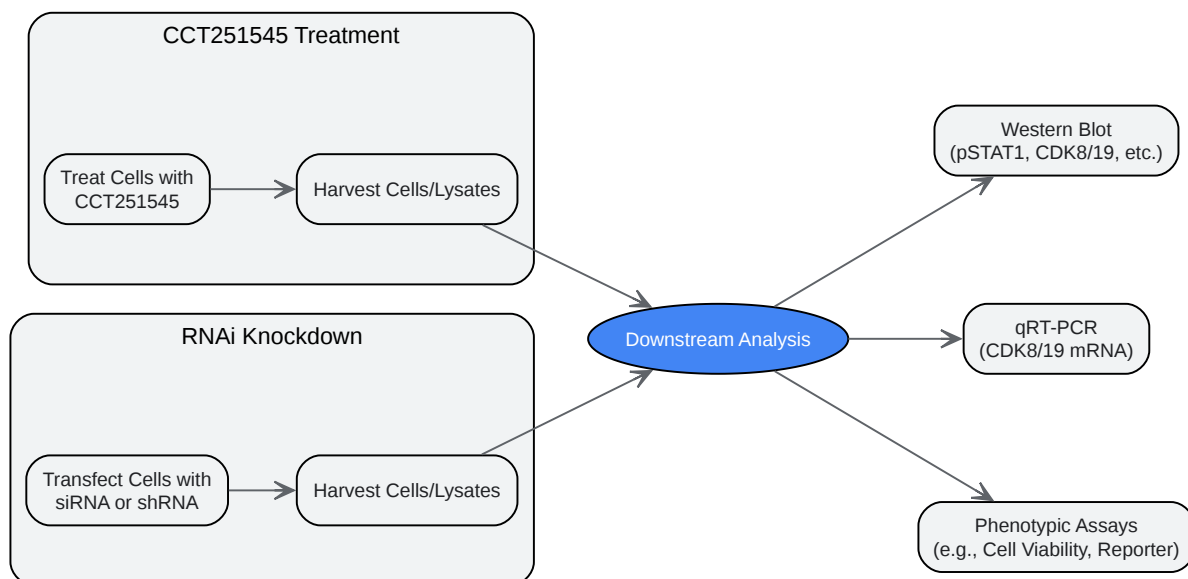 CCT251545 Treatment
Treat Cells with
CCT251545
Harvest Cells/Lysates
RNAi Knockdown
Transfect Cells with
siRNA or shRNA
Harvest Cells/Lysates
Downstream Analysis
Western Blot
(pSTAT1, CDK8/19, etc.)
qRT-PCR
(CDK8/19 mRNA)
Phenotypic Assays
(e.g., Cell Viability, Reporter)